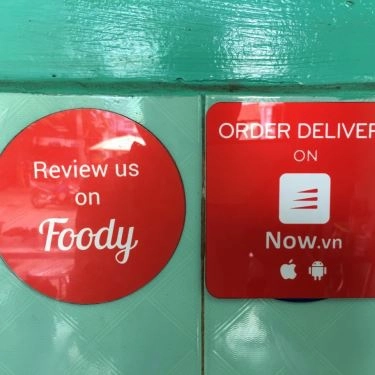 Review us
on
Foody
ORDER DELIVER
ON
Now.vn